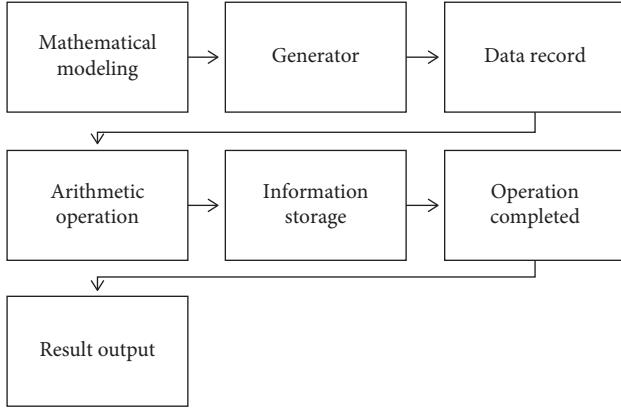 Mathematical
modeling
Generator
Data record
Arithmetic
operation
Information
storage
Operation
completed
Result output